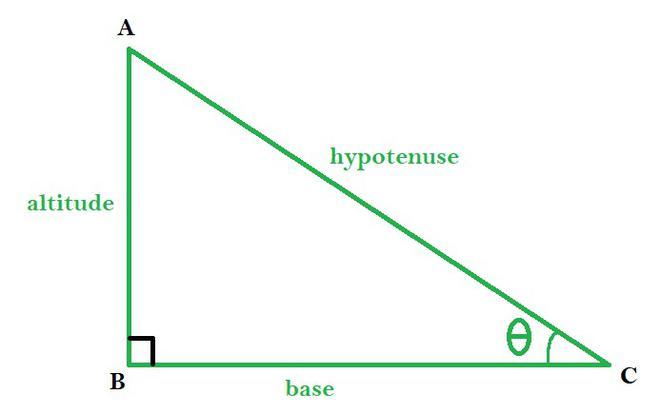 A
hypotenuse
altitude
θ
B
base
C